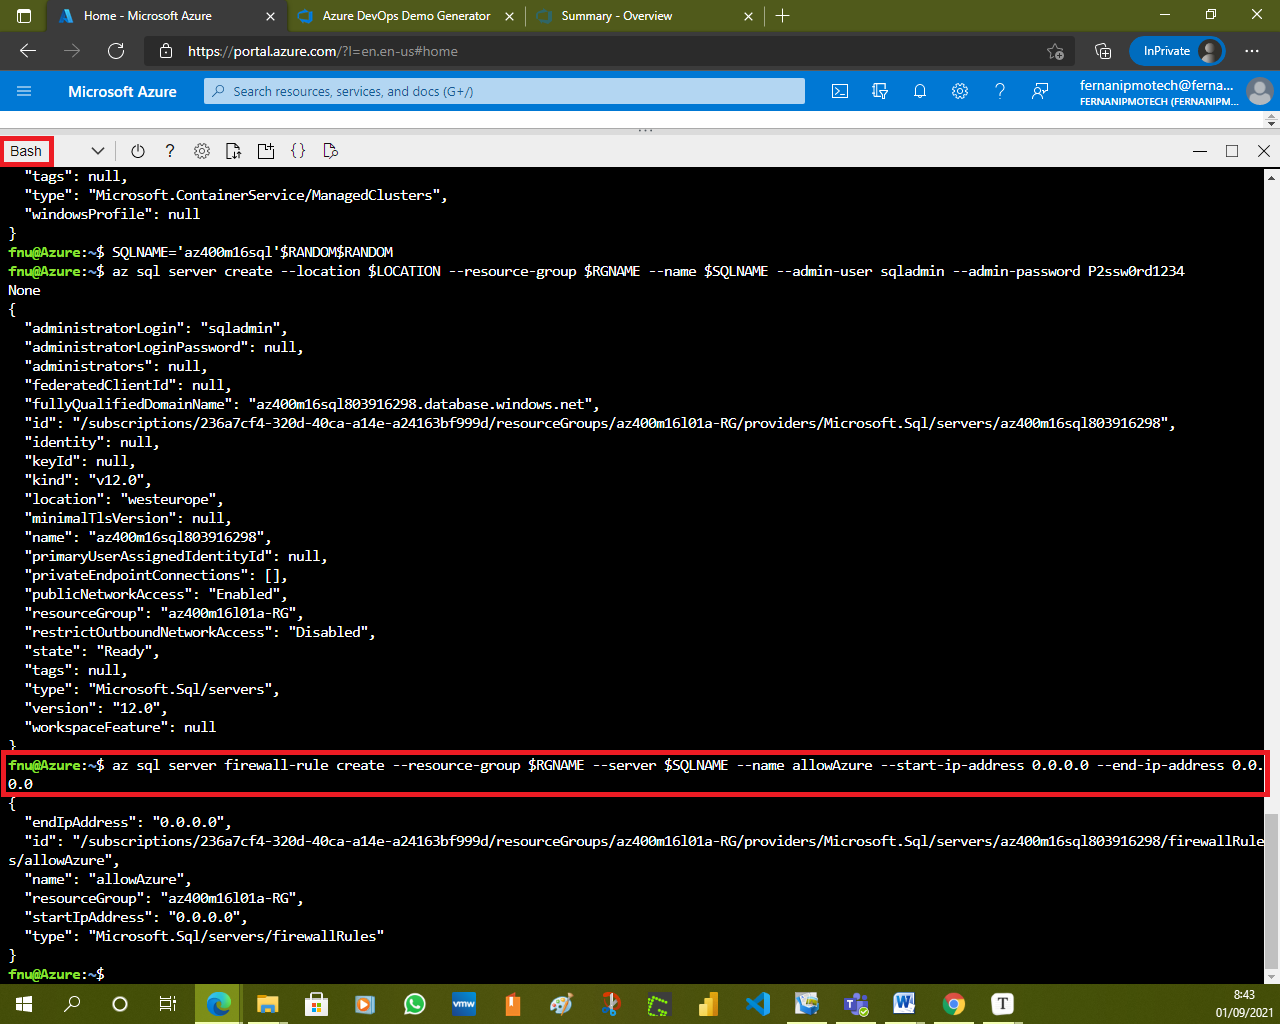 Home - Microsoft Azure
Azure DevOps Demo Generator
Summary - Overview
https://portal.azure.com/?l=en.en-us#home
InPrivate
Microsoft Azure
Search resources, services, and docs (G+/)
fernanipmotech@ferna...
FERNANIPMOTECH (FERNANIPM...
Bash
"tags": null,
"type": "Microsoft.ContainerService/ManagedClusters",
"windowsProfile": null
}
fnu@Azure:~$ SQLNAME='az400m16sql'$RANDOM$RANDOM
fnu@Azure:~$ az sql server create --location $LOCATION --resource-group $RGNAME --name $SQLNAME --admin-user sqladmin --admin-password P2ssw0rd1234
None
{
"administratorLogin": "sqladmin",
"administratorLoginPassword": null,
"administrators": null,
"federatedClientId": null,
"fullyQualifiedDomainName": "az400m16sql803916298.database.windows.net",
"id": "/subscriptions/236a7cf4-320d-40ca-a14e-a24163bf999d/resourceGroups/az400m16l01a-RG/providers/Microsoft.Sql/servers/az400m16sql803916298",
"identity": null,
"keyId": null,
"kind": "v12.0",
"location": "westeurope",
"minimalTlsVersion": null,
"name": "az400m16sql803916298",
"primaryUserAssignedIdentityId": null,
"privateEndpointConnections": [],
"publicNetworkAccess": "Enabled",
"resourceGroup": "az400m16l01a-RG",
"restrictOutboundNetworkAccess": "Disabled",
"state": "Ready",
"tags": null,
"type": "Microsoft.Sql/servers",
"version": "12.0",
"workspaceFeature": null
}
fnu@Azure:~$ az sql server firewall-rule create --resource-group $RGNAME --server $SQLNAME --name allowAzure --start-ip-address 0.0.0.0 --end-ip-address 0.0.
0.0
{
"endIpAddress": "0.0.0.0",
"id": "/subscriptions/236a7cf4-320d-40ca-a14e-a24163bf999d/resourceGroups/az400m16l01a-RG/providers/Microsoft.Sql/servers/az400m16sql803916298/firewallRule
s/allowAzure",
"name": "allowAzure",
"resourceGroup": "az400m16l01a-RG",
"startIpAddress": "0.0.0.0",
"type": "Microsoft.Sql/servers/firewallRules"
}
fnu@Azure:~$
vmw
T
8:43
01/09/2021